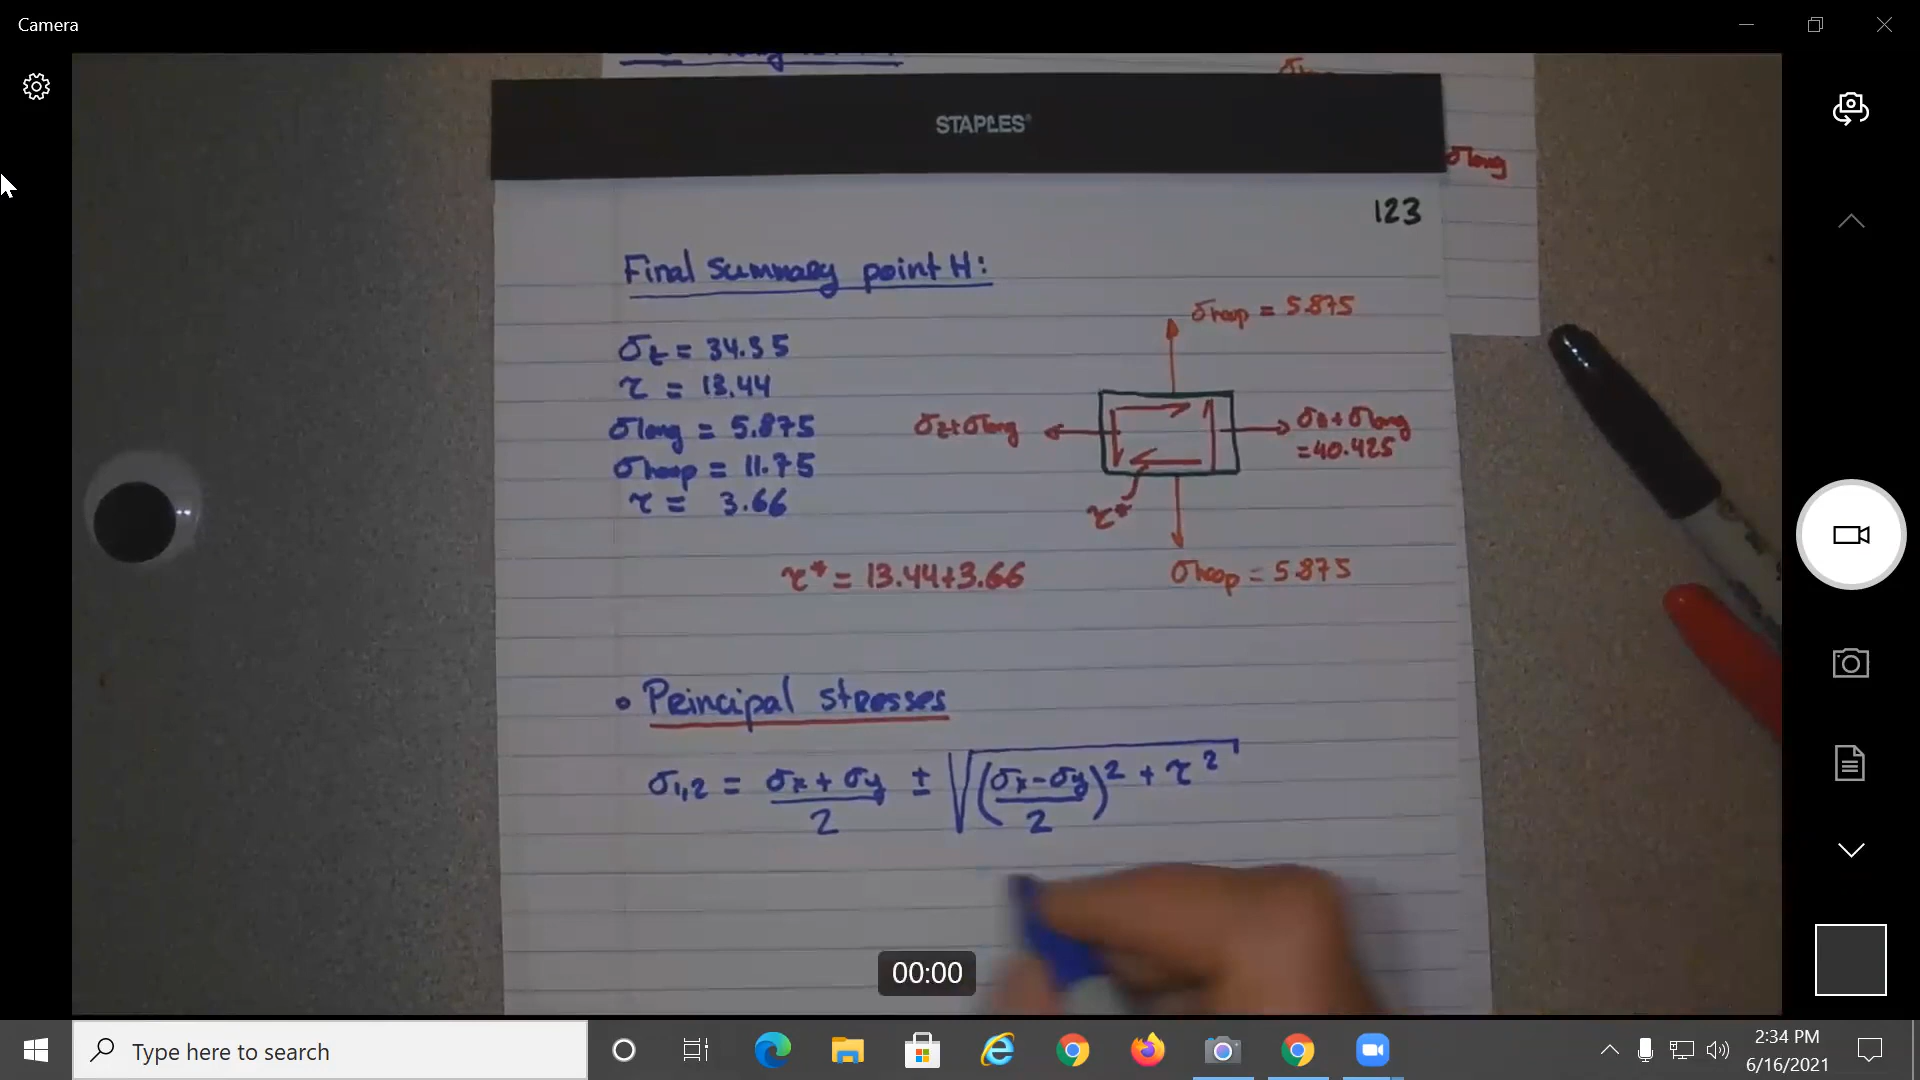 Camera
STAPLES
σlong
123
Final Summary point H:
σhoop = 5.875
σz = 34.55
τ = 13.44
σlong = 5.875
σhoop = 11.75
τ = 3.66
σz+σlong
σz+σlong
=40.425
τ*
τ* = 13.44+3.66
σhoop = 5.875
• Principal stresses
σ1,2 = σx + σy / 2 ± √(σx-σy / 2)² + τ²
00:00
Type here to search
2:34 PM
6/16/2021